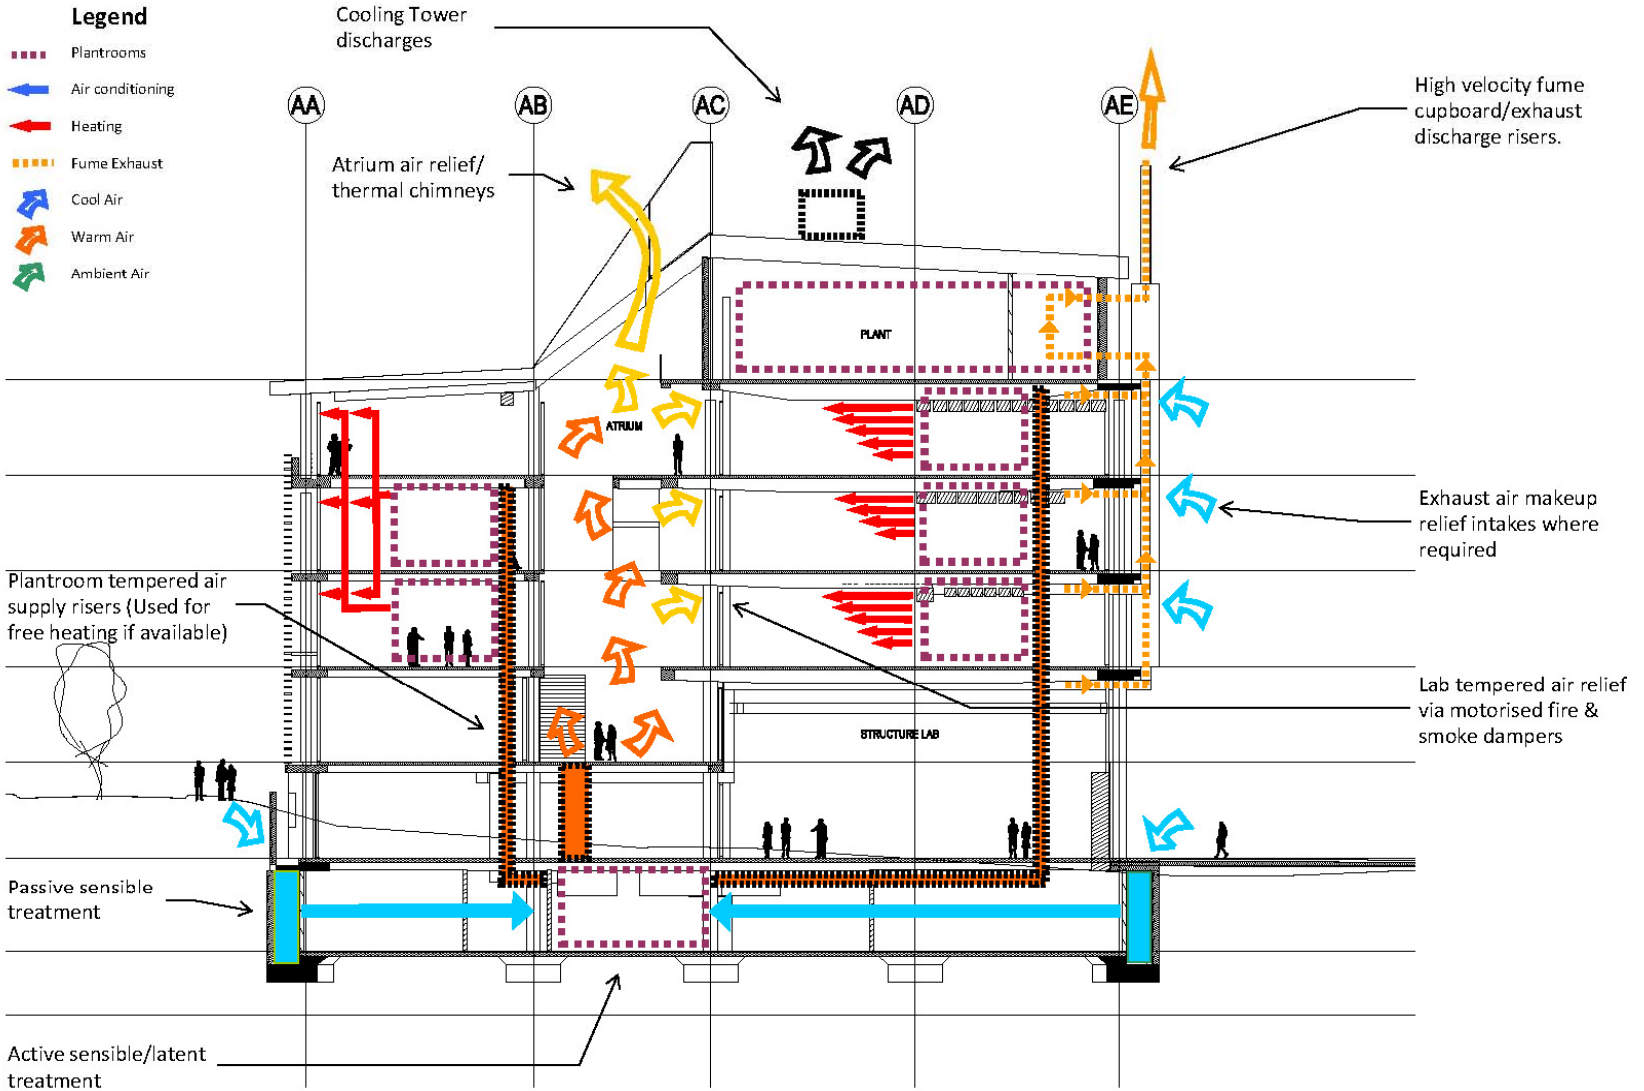 Legend
Plantrooms
Air conditioning
Heating
Fume Exhaust
Cool Air
Warm Air
Ambient Air
Cooling Tower
discharges
Atrium air relief/
thermal chimneys
AA
AB
AC
AD
AE
High velocity fume
cupboard/exhaust
discharge risers.
PLANT
ATRIUM
Exhaust air makeup
relief intakes where
required
Plantroom tempered air
supply risers (Used for
free heating if available)
Lab tempered air relief
via motorised fire &
smoke dampers
STRUCTURE LAB
Passive sensible
treatment
Active sensible/latent
treatment